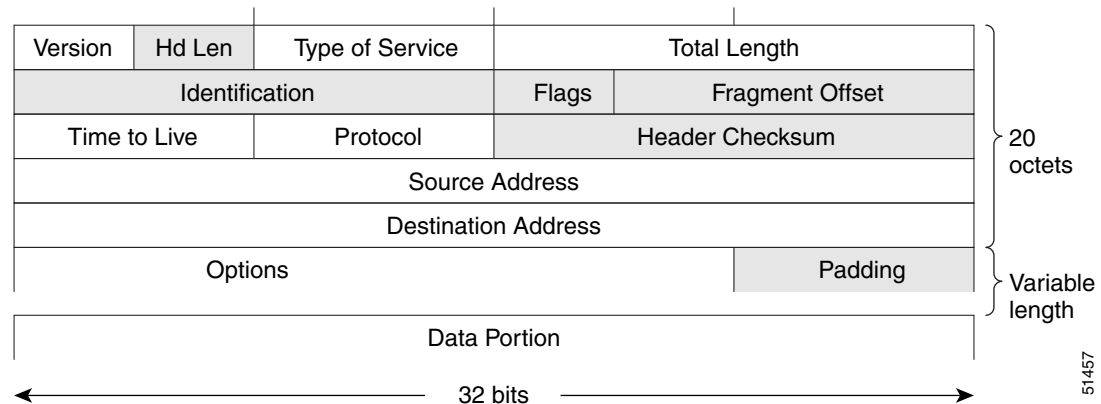 Version Hd Len Type of Service Total Length
Identification Flags Fragment Offset
Time to Live Protocol Header Checksum
20
octets
Source Address
Destination Address
Options Padding
Variable
length
Data Portion
32 bits
51457